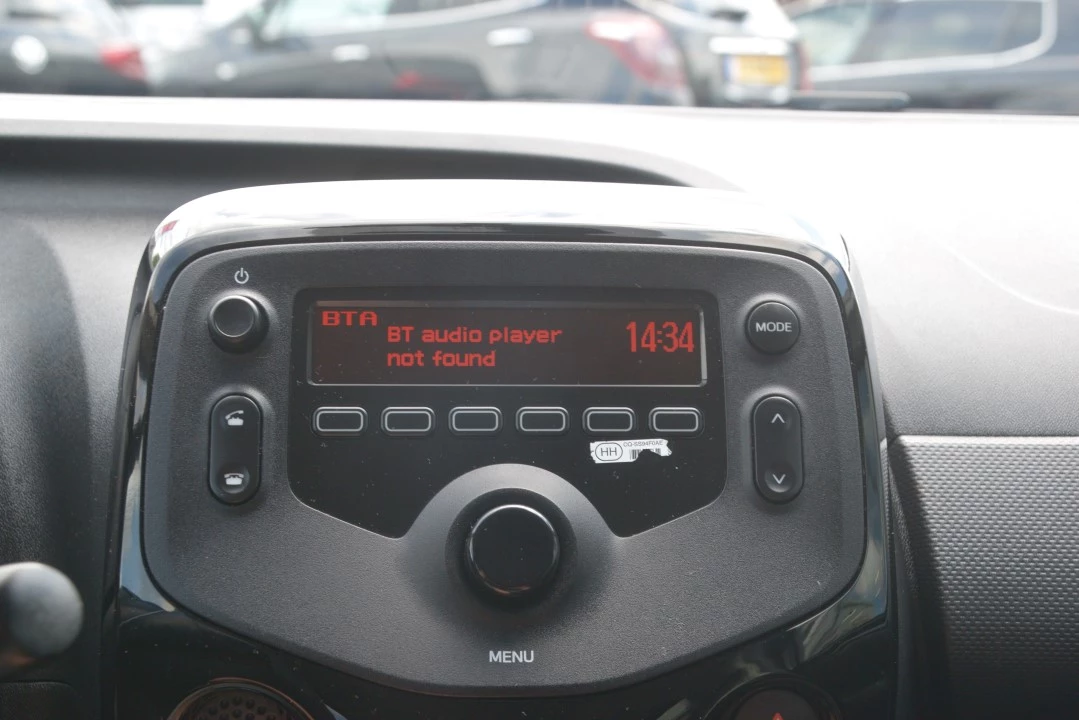 BTA
BT audio player
not found
14:34
MODE
HH
MENU